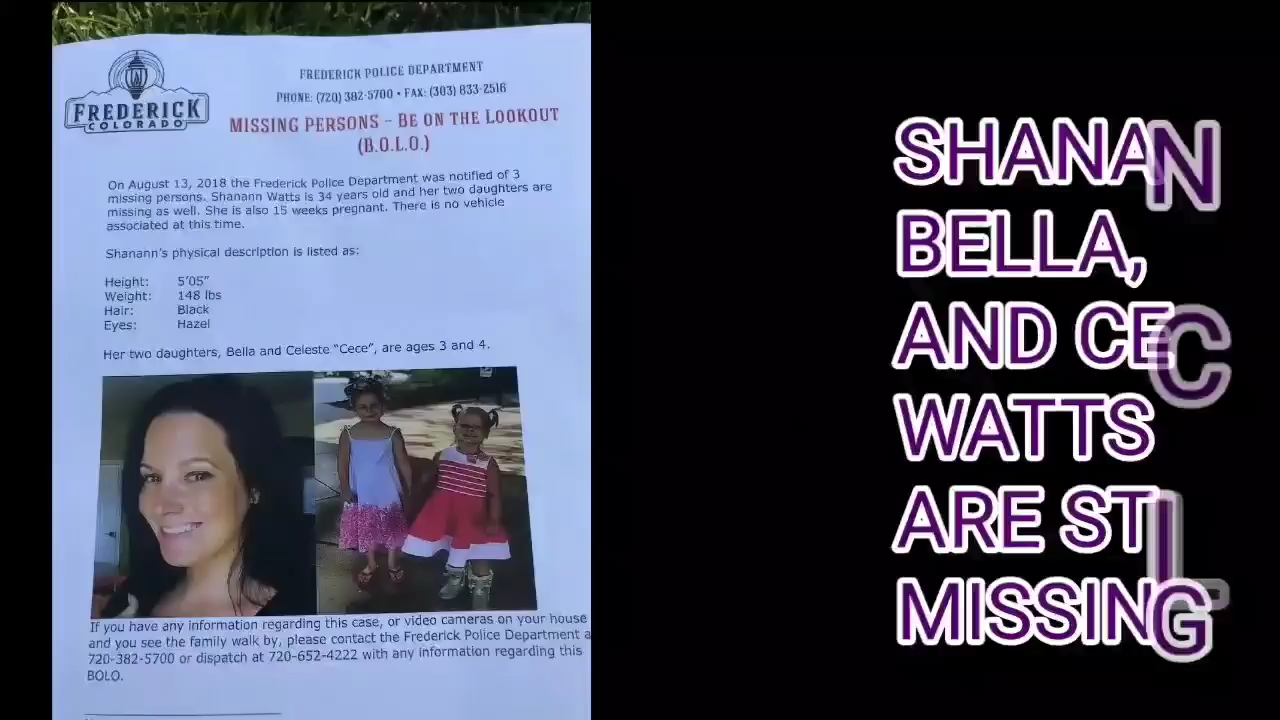 FREDERICK
COLORADO
FREDERICK POLICE DEPARTMENT
PHONE: (720) 382-5700 • FAX: (303) 833-2516
MISSING PERSONS – BE ON THE LOOKOUT
(B.O.L.O.)
On August 13, 2018 the Frederick Police Department was notified of 3
missing persons. Shanann Watts is 34 years old and her two daughters are
missing as well. She is also 15 weeks pregnant. There is no vehicle
associated at this time.
Shanann's physical description is listed as:
Height: 5'05"
Weight: 148 lbs
Hair: Black
Eyes: Hazel
Her two daughters, Bella and Celeste "Cece", are ages 3 and 4.
If you have any information regarding this case, or video cameras on your house
and you see the family walk by, please contact the Frederick Police Department a
720-382-5700 or dispatch at 720-652-4222 with any information regarding this
BOLO.
SHANAN
BELLA,
AND CEC
WATTS
ARE STIL
MISSING